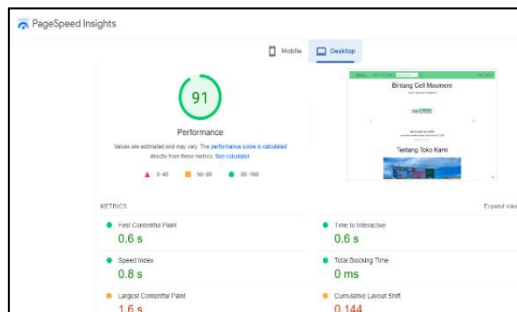 PageSpeed Insights
Mobile
Desktop
91
Performance
Values are estimated and may vary. The performance score is calculated
directly from these metrics. See calculator.
0–49 50–89 90–100
Bintang Cell Maumere
Tentang Toko Kami
METRICS
Expand view
First Contentful Paint
0.6 s
Time to Interactive
0.6 s
Speed Index
0.8 s
Total Blocking Time
0 ms
Largest Contentful Paint
1.6 s
Cumulative Layout Shift
0.144